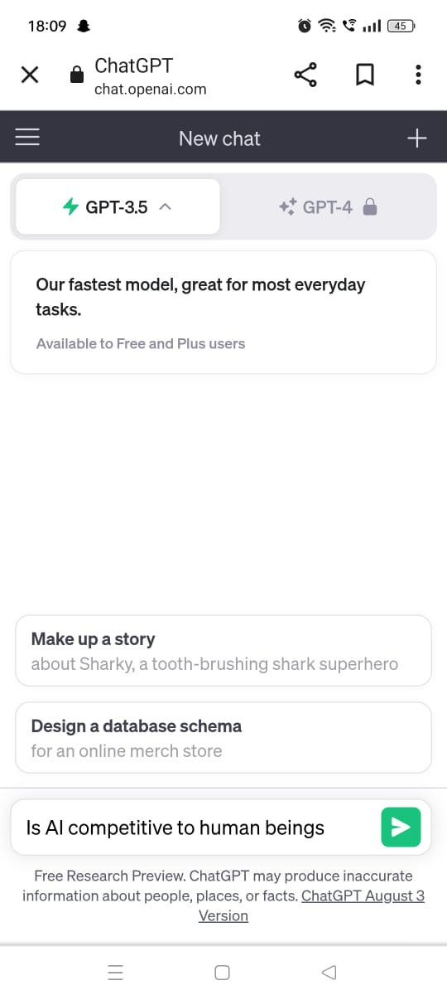 18:09
45
ChatGPT
chat.openai.com
New chat
GPT-3.5
GPT-4
Our fastest model, great for most everyday
tasks.
Available to Free and Plus users
Make up a story
about Sharky, a tooth-brushing shark superhero
Design a database schema
for an online merch store
Is AI competitive to human beings
Free Research Preview. ChatGPT may produce inaccurate
information about people, places, or facts. ChatGPT August 3
Version